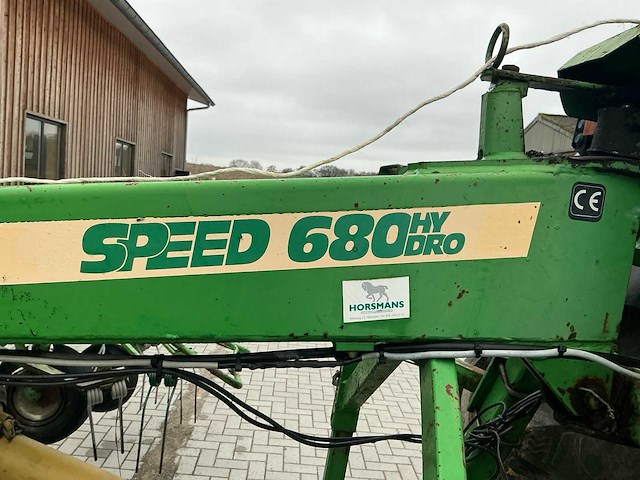 SPEED 680 HY
DRO
CE
HORSMANS